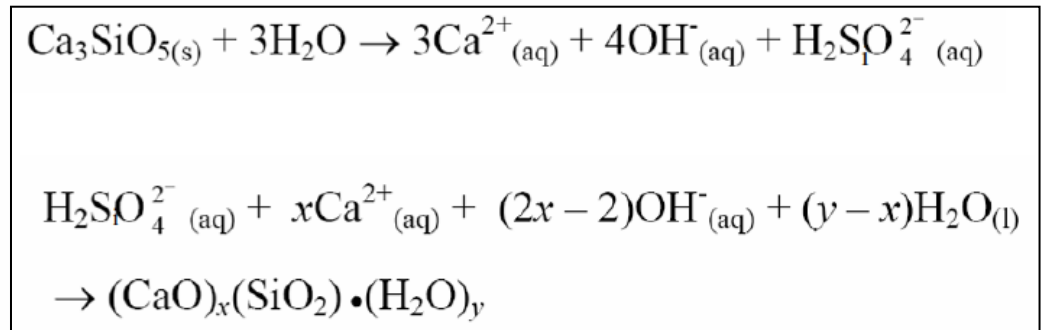 Ca₃SiO₅₍s₎ + 3H₂O → 3Ca²⁺(aq) + 4OH⁻(aq) + H₂SiO₄²⁻ (aq)
H₂SiO₄²⁻ (aq) + xCa²⁺(aq) + (2x – 2)OH⁻(aq) + (y – x)H₂O(l)
→ (CaO)ₓ(SiO₂)•(H₂O)ᵧ